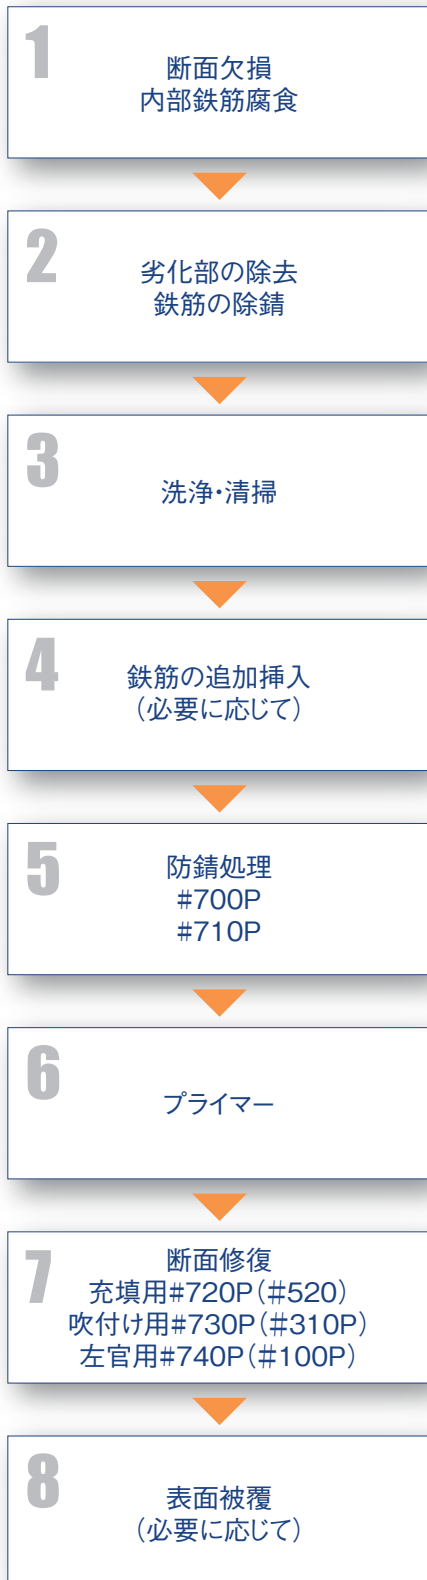 1
断面欠損
内部鉄筋腐食
2
劣化部の除去
鉄筋の除錆
3
洗浄・清掃
4
鉄筋の追加挿入
（必要に応じて）
5
防錆処理
#700P
#710P
6
プライマー
7
断面修復
充填用#720P（#520）
吹付け用#730P（#310P）
左官用#740P（#100P）
8
表面被覆
（必要に応じて）